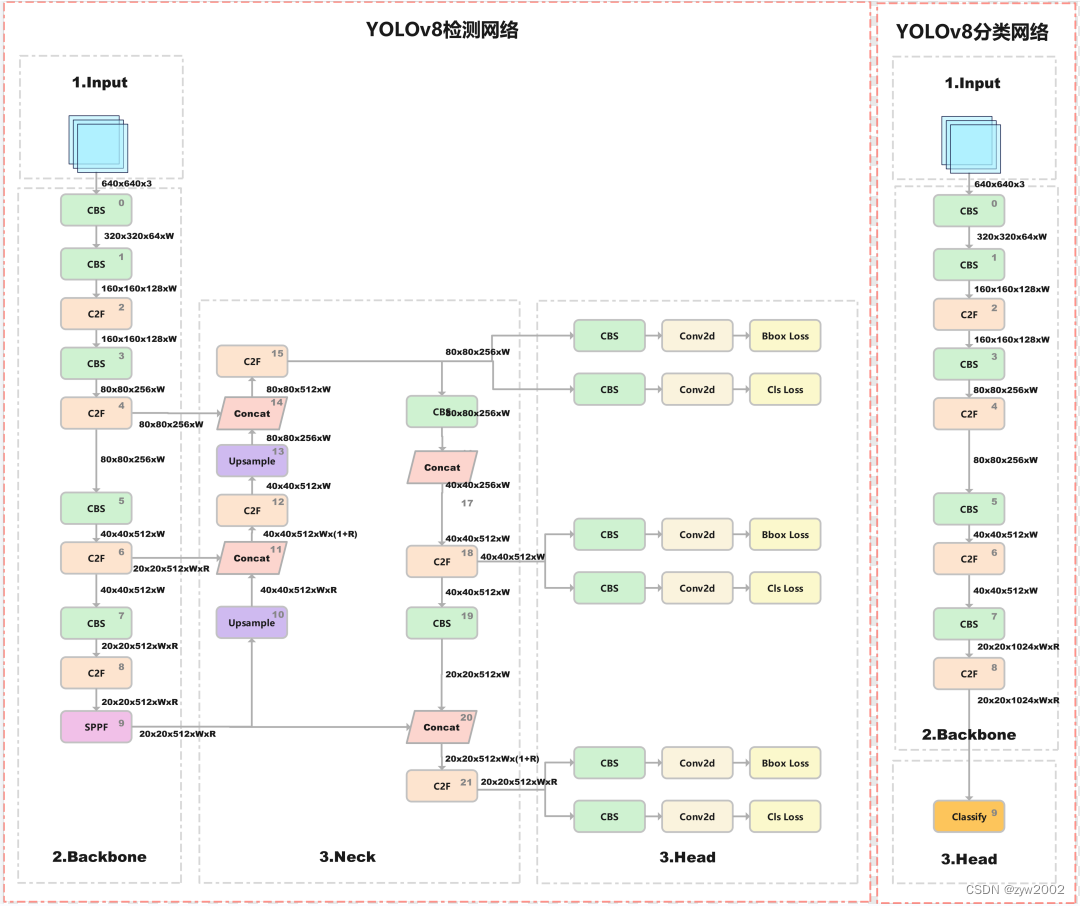 YOLOv8检测网络
1.Input
640x640x3
CBS 0
320x320x64xW
CBS 1
160x160x128xW
C2F 2
160x160x128xW
CBS 3
80x80x256xW
C2F 4
80x80x256xW
80x80x256xW
CBS 5
40x40x512xW
C2F 6
20x20x512xWxR
40x40x512xW
CBS 7
20x20x512xWxR
C2F 8
20x20x512xWxR
SPPF 9
20x20x512xWxR
2.Backbone
C2F 15
80x80x512xW
Concat 14
80x80x256xW
Upsample 13
40x40x512xW
C2F 12
40x40x512xWx(1+R)
Concat 11
40x40x512xWxR
Upsample 10
80x80x256xW
CBS
80x80x256xW
Concat
40x40x256xW
17
40x40x512xW
C2F 18
40x40x512xW
40x40x512xW
CBS 19
20x20x512xW
Concat 20
20x20x512xWx(1+R)
C2F 21
20x20x512xWxR
3.Neck
CBS
Conv2d
Bbox Loss
CBS
Conv2d
Cls Loss
CBS
Conv2d
Bbox Loss
CBS
Conv2d
Cls Loss
CBS
Conv2d
Bbox Loss
CBS
Conv2d
Cls Loss
3.Head
YOLOv8分类网络
1.Input
640x640x3
CBS 0
320x320x64xW
CBS 1
160x160x128xW
C2F 2
160x160x128xW
CBS 3
80x80x256xW
C2F 4
80x80x256xW
CBS 5
40x40x512xW
C2F 6
40x40x512xW
CBS 7
20x20x1024xWxR
C2F 8
20x20x1024xWxR
2.Backbone
Classify 9
3.Head
CSDN @zyw2002